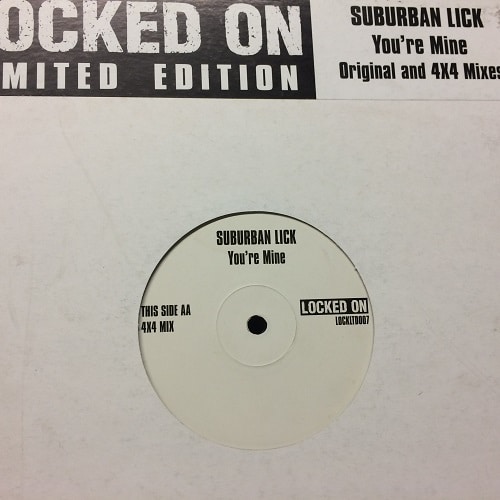 OCKED ON
MITED EDITION
SUBURBAN LICK
You're Mine
Original and 4X4 Mixes
SUBURBAN LICK
You're Mine
THIS SIDE AA
4X4 MIX
LOCKED ON
LOCKLTD007